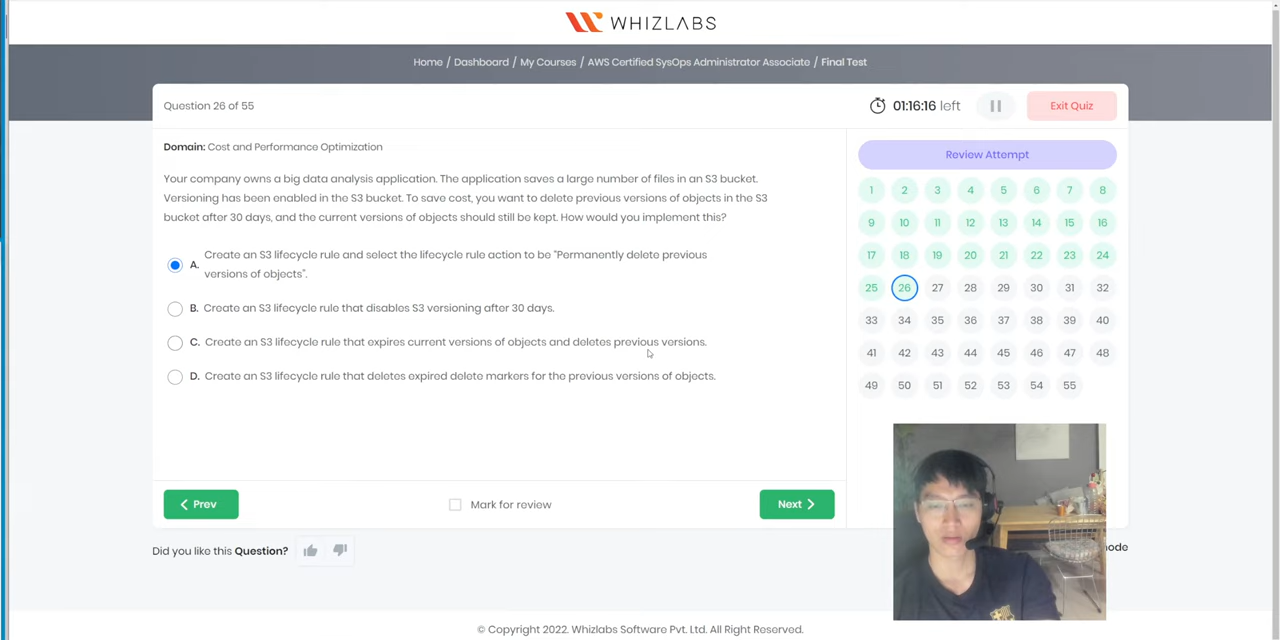 WHIZLABS
Home / Dashboard / My Courses / AWS Certified SysOps Administrator Associate / Final Test
Question 26 of 55
01:16:16 left
Exit Quiz
Domain: Cost and Performance Optimization
Your company owns a big data analysis application. The application saves a large number of files in an S3 bucket.
Versioning has been enabled in the S3 bucket. To save cost, you want to delete previous versions of objects in the S3
bucket after 30 days, and the current versions of objects should still be kept. How would you implement this?
A. Create an S3 lifecycle rule and select the lifecycle rule action to be "Permanently delete previous
versions of objects".
B. Create an S3 lifecycle rule that disables S3 versioning after 30 days.
C. Create an S3 lifecycle rule that expires current versions of objects and deletes previous versions.
D. Create an S3 lifecycle rule that deletes expired delete markers for the previous versions of objects.
Prev
Mark for review
Next
Did you like this Question?
Review Attempt
1 2 3 4 5 6 7 8
9 10 11 12 13 14 15 16
17 18 19 20 21 22 23 24
25 26 27 28 29 30 31 32
33 34 35 36 37 38 39 40
41 42 43 44 45 46 47 48
49 50 51 52 53 54 55
© Copyright 2022. Whizlabs Software Pvt. Ltd. All Right Reserved.